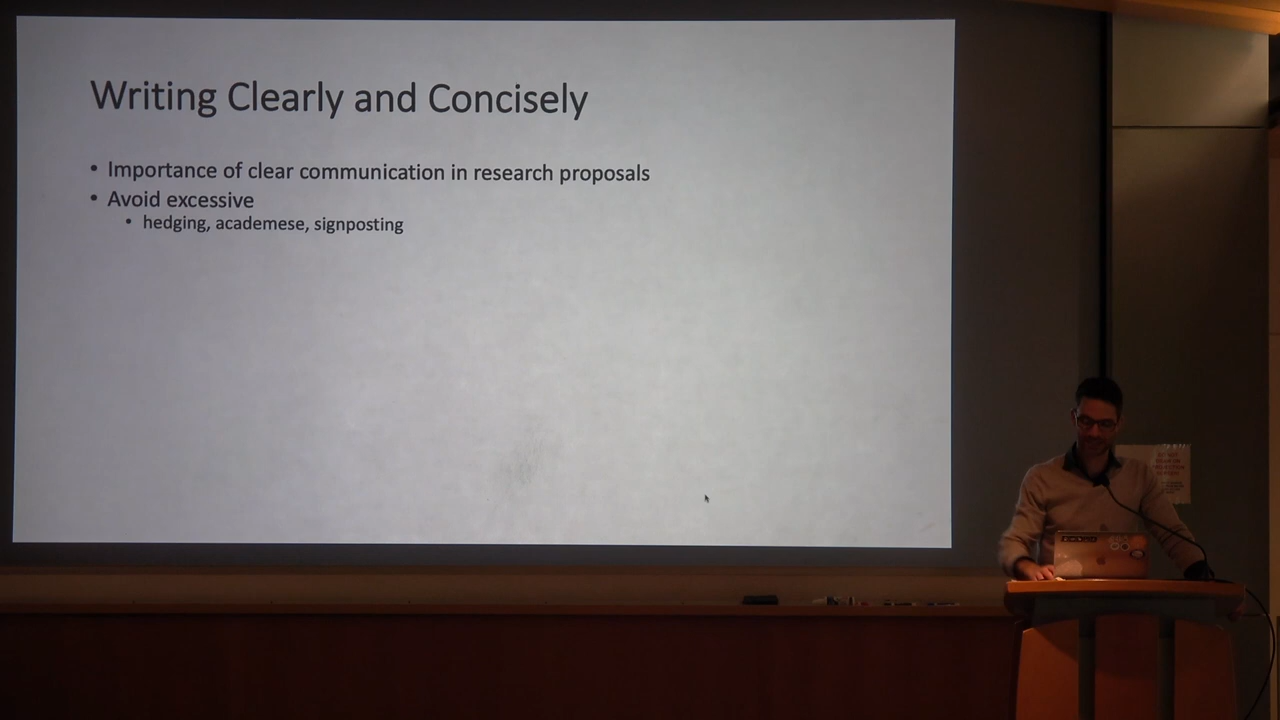 Writing Clearly and Concisely
• Importance of clear communication in research proposals
• Avoid excessive
• hedging, academese, signposting